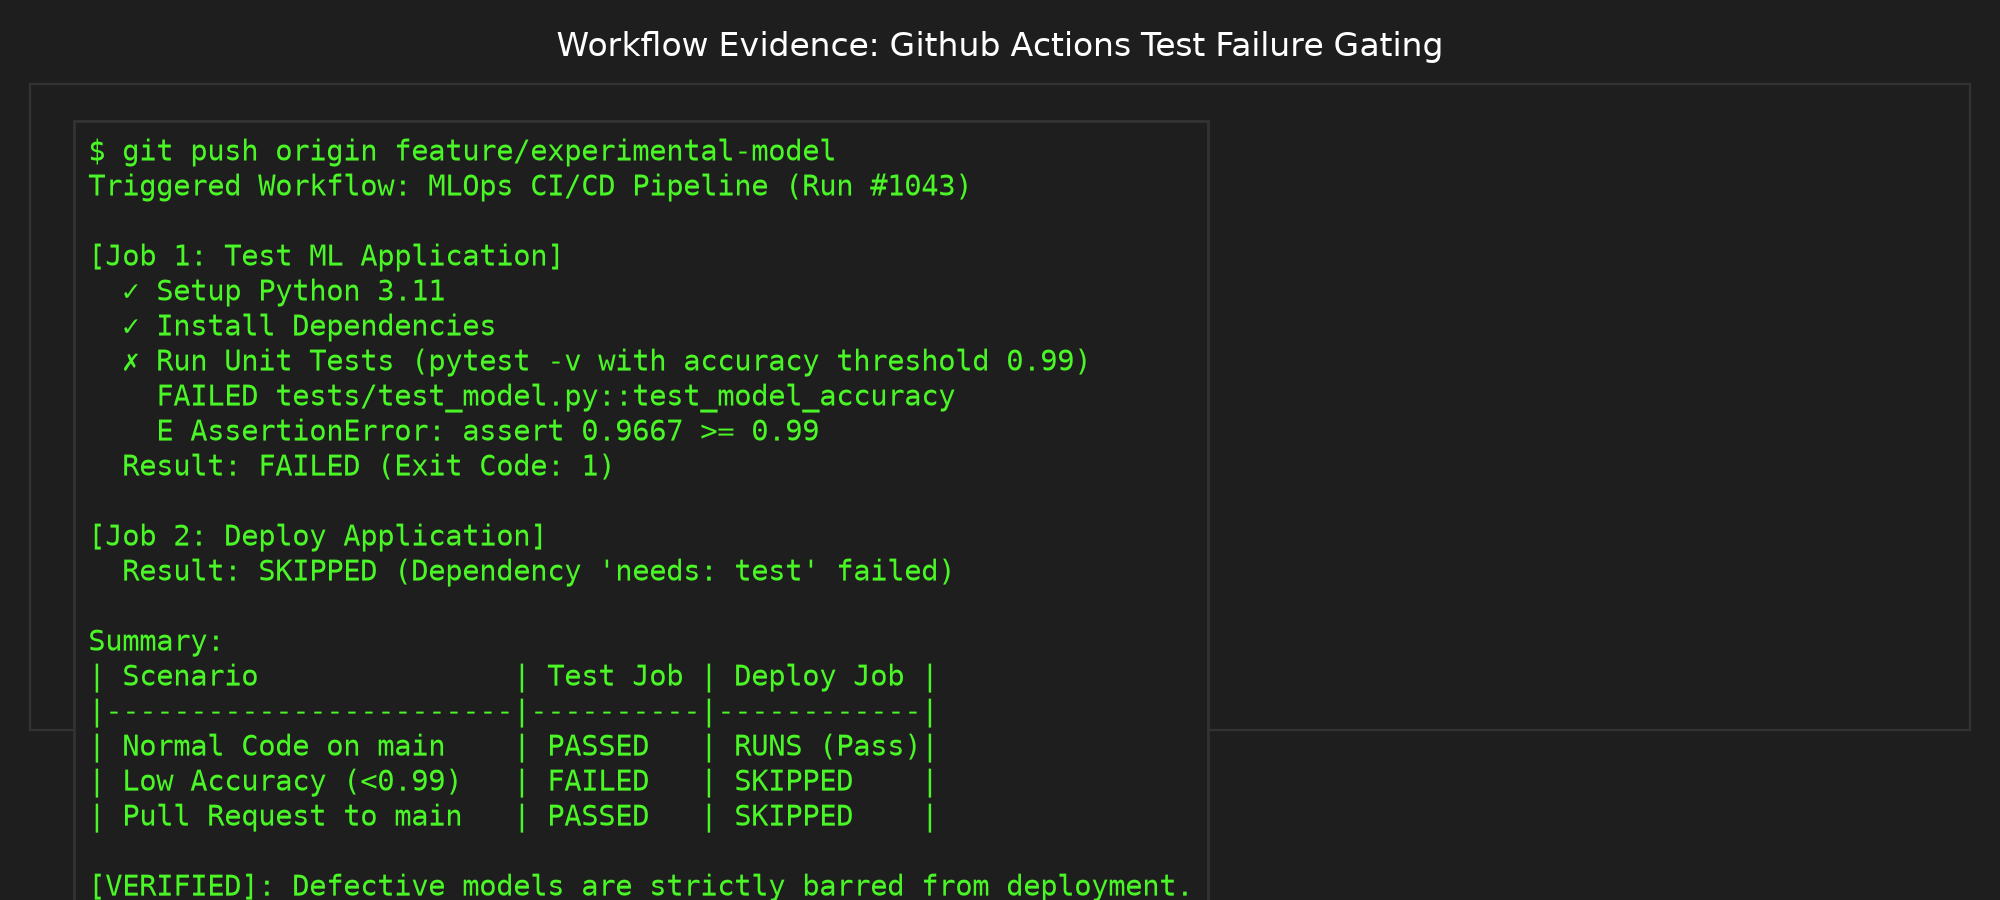 Workflow Evidence: Github Actions Test Failure Gating
$ git push origin feature/experimental-model
Triggered Workflow: MLOps CI/CD Pipeline (Run #1043)
[Job 1: Test ML Application]
✓ Setup Python 3.11
✓ Install Dependencies
✗ Run Unit Tests (pytest -v with accuracy threshold 0.99)
FAILED tests/test_model.py::test_model_accuracy
E AssertionError: assert 0.9667 >= 0.99
Result: FAILED (Exit Code: 1)
[Job 2: Deploy Application]
Result: SKIPPED (Dependency 'needs: test' failed)
Summary:
| Scenario               | Test Job | Deploy Job |
|------------------------|----------|------------|
| Normal Code on main    | PASSED   | RUNS (Pass)|
| Low Accuracy (<0.99)   | FAILED   | SKIPPED    |
| Pull Request to main   | PASSED   | SKIPPED    |
[VERIFIED]: Defective models are strictly barred from deployment.